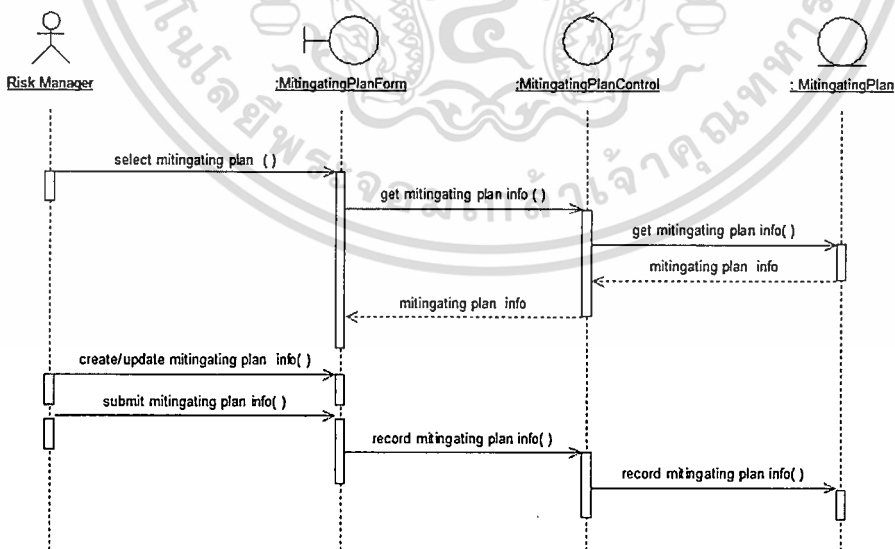 Risk Manager
:MitingatingPlanForm
:MitingatingPlanControl
: MitingatingPlan
select mitingating plan ( )
get mitingating plan info ( )
get mitingating plan info( )
mitingating plan info
mitingating plan info
create/update mitingating plan info( )
submit mitingating plan info( )
record mitingating plan info( )
record mitingating plan info( )